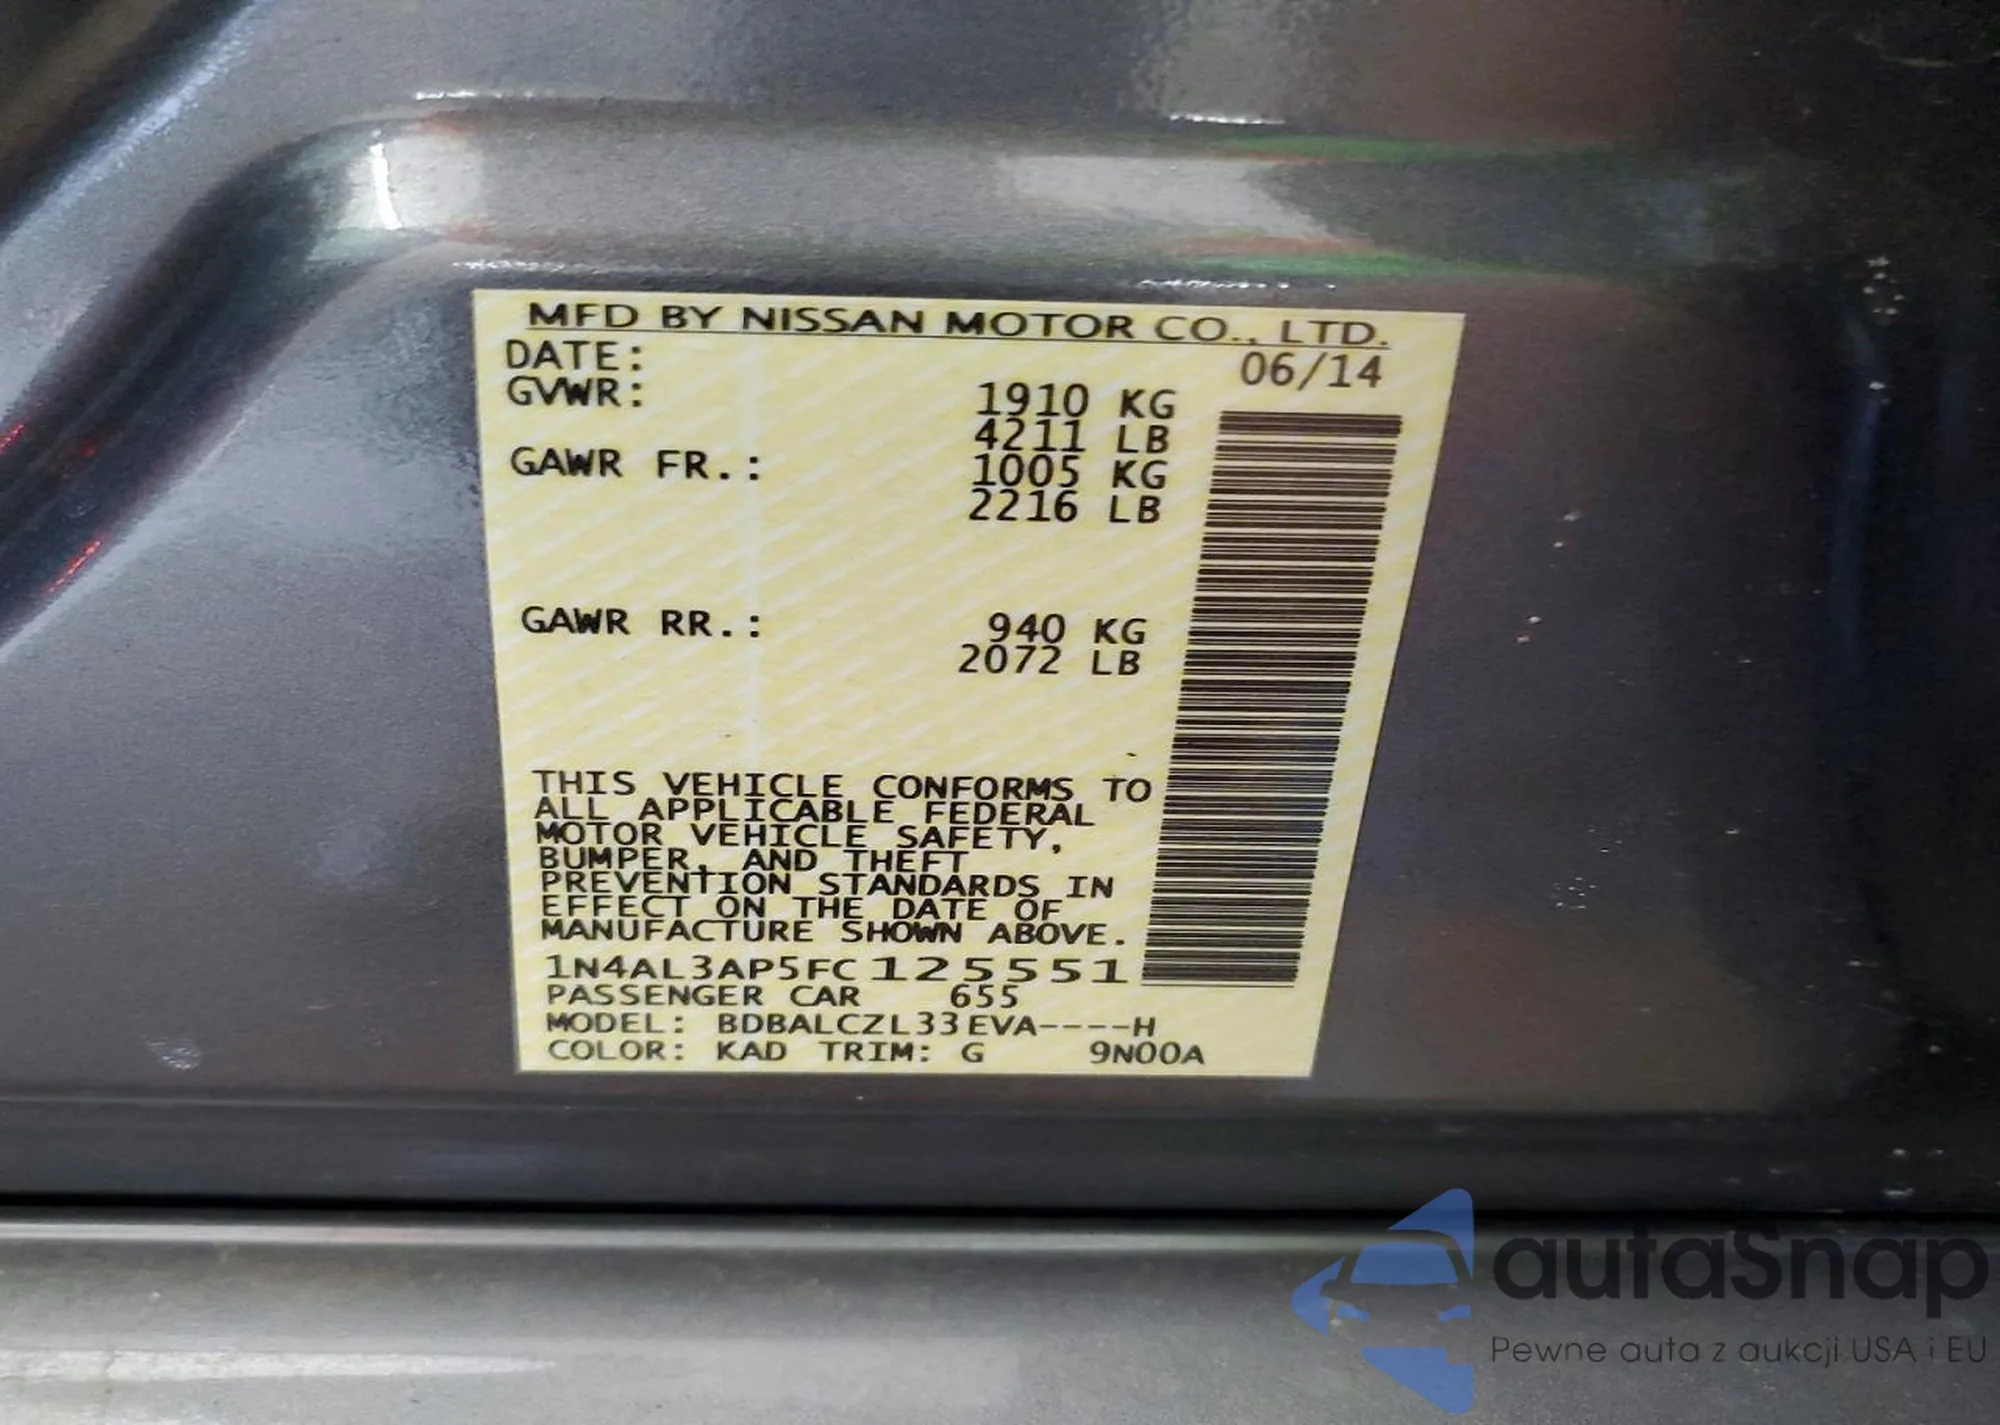 MFD BY NISSAN MOTOR CO., LTD.
DATE: 06/14
GVWR: 1910 KG
4211 LB
GAWR FR.: 1005 KG
2216 LB
GAWR RR.: 940 KG
2072 LB
THIS VEHICLE CONFORMS TO
ALL APPLICABLE FEDERAL
MOTOR VEHICLE SAFETY,
BUMPER, AND THEFT
PREVENTION STANDARDS IN
EFFECT ON THE DATE OF
MANUFACTURE SHOWN ABOVE.
1N4AL3AP5FC125551
PASSENGER CAR 655
MODEL: BDBALCZL33EVA----H
COLOR: KAD TRIM: G 9N00A
autaSnap
Pewne auta z aukcji USA i EU